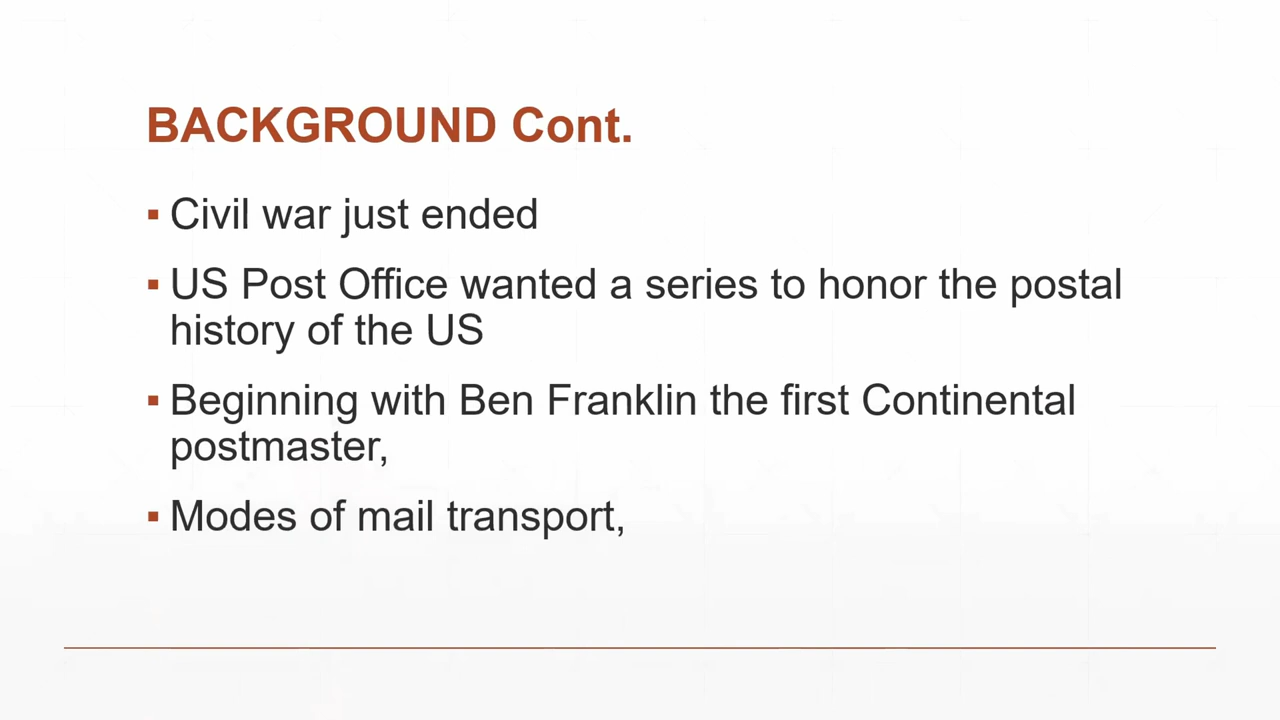 BACKGROUND Cont.
▪ Civil war just ended
▪ US Post Office wanted a series to honor the postal
history of the US
▪ Beginning with Ben Franklin the first Continental
postmaster,
▪ Modes of mail transport,